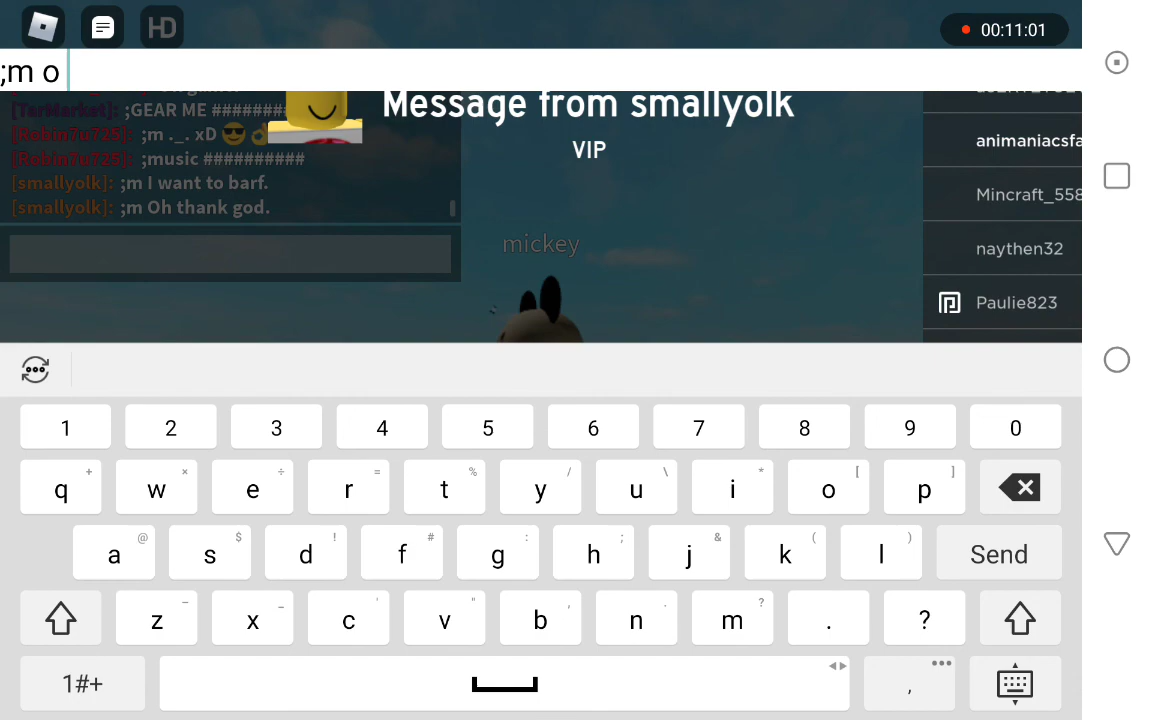 HD
00:11:01
;m o
[TarMarket]: ;GEAR ME #######
[Robin7u725]: ;m ._. xD 😎 👌
[Robin7u725]: ;music ##########
[smallyolk]: ;m I want to barf.
[smallyolk]: ;m Oh thank god.
Message from smallyolk
VIP
mickey
animaniacsfa
Mincraft_558
naythen32
Paulie823
1 2 3 4 5 6 7 8 9 0
+ × ÷ = % / \ * [ ]
q w e r t y u i o p
@ $ ! # : ; & ( )
a s d f g h j k l Send
– _ ' " , . ?
z x c v b n m . ?
1#+ ,